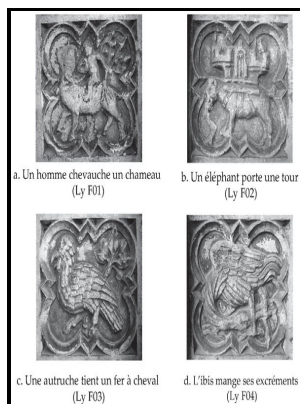 a. Un homme chevauche un chameau
(Ly F01)
b. Un éléphant porte une tour
(Ly F02)
c. Une autruche tient un fer à cheval
(Ly F03)
d. L'ibis mange ses excréments
(Ly F04)